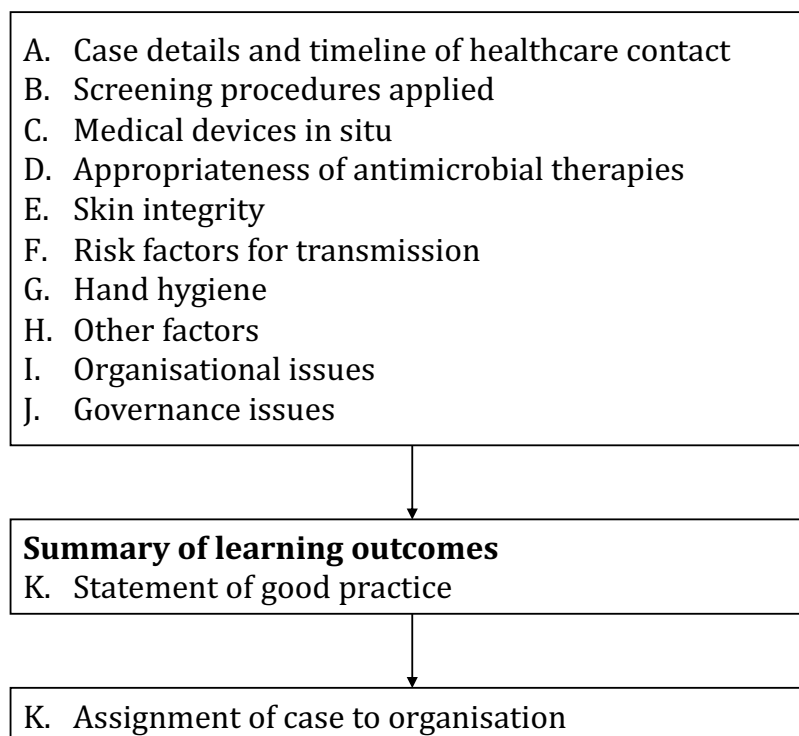 A. Case details and timeline of healthcare contact
B. Screening procedures applied
C. Medical devices in situ
D. Appropriateness of antimicrobial therapies
E. Skin integrity
F. Risk factors for transmission
G. Hand hygiene
H. Other factors
I. Organisational issues
J. Governance issues
Summary of learning outcomes
K. Statement of good practice
K. Assignment of case to organisation